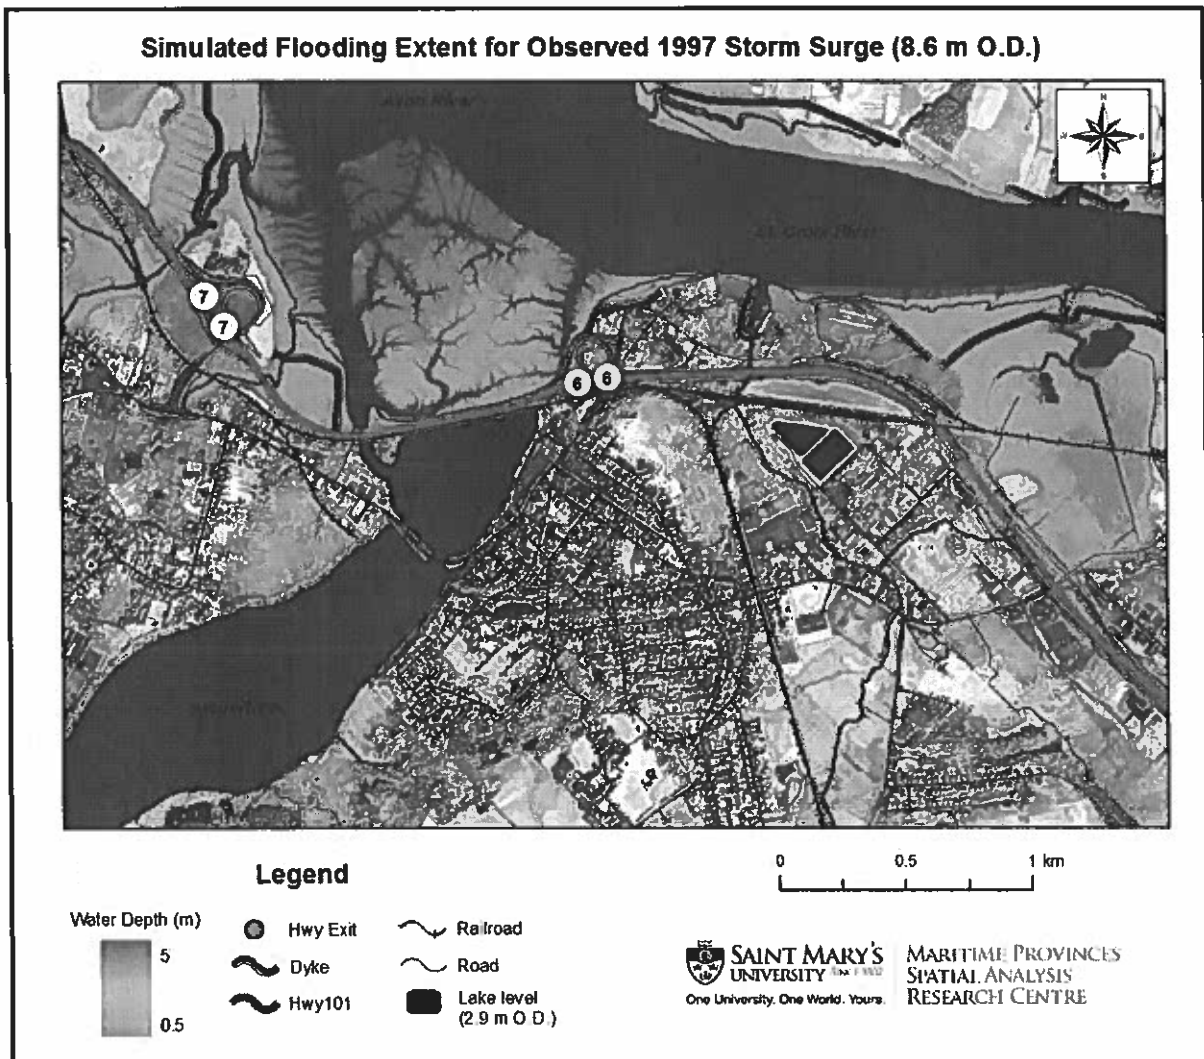 Simulated Flooding Extent for Observed 1997 Storm Surge (8.6 m O.D.)
Avon River
N
W
E
S
St. Croix River
7
7
6
6
0
0.5
1 km
Legend
Water Depth (m)
5
0.5
Hwy Exit
Dyke
Hwy101
Railroad
Road
Lake level
(2.9 m O.D.)
SAINT MARY'S
UNIVERSITY
One University. One World. Yours.
MARITIME PROVINCES
SPATIAL ANALYSIS
RESEARCH CENTRE